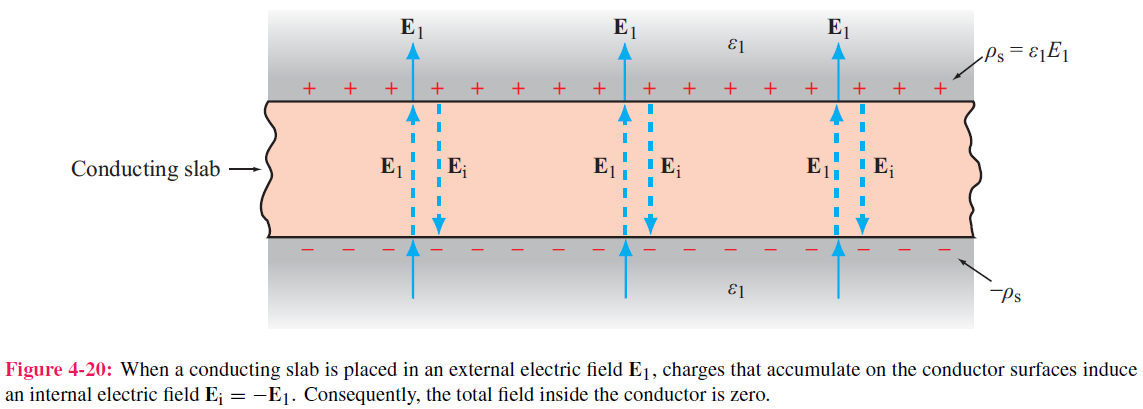 E₁ E₁ E₁
ε₁
ρₛ = ε₁E₁
+ + + + + + + + + + + + + + + +
Conducting slab
E₁ Eᵢ E₁ Eᵢ E₁ Eᵢ
− − − − − − − − − − − − − − − −
ε₁
−ρₛ
Figure 4-20: When a conducting slab is placed in an external electric field E₁, charges that accumulate on the conductor surfaces induce
an internal electric field Eᵢ = −E₁. Consequently, the total field inside the conductor is zero.